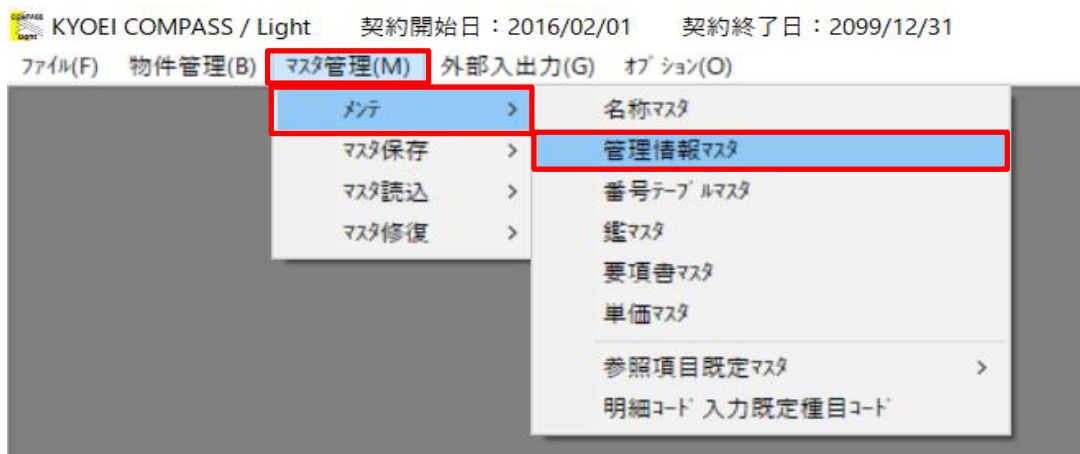 COMPASS Light KYOEI COMPASS / Light 契約開始日：2016/02/01 契約終了日：2099/12/31
ﾌｧｲﾙ(F) 物件管理(B) ﾏｽﾀ管理(M) 外部入出力(G) ｵﾌﾟｼｮﾝ(O)
ﾒﾝﾃ >
ﾏｽﾀ保存 >
ﾏｽﾀ読込 >
ﾏｽﾀ修復 >
名称ﾏｽﾀ
管理情報ﾏｽﾀ
番号ﾃｰﾌﾞﾙﾏｽﾀ
鑑ﾏｽﾀ
要項書ﾏｽﾀ
単価ﾏｽﾀ
参照項目既定ﾏｽﾀ >
明細ｺｰﾄﾞ入力既定種目ｺｰﾄﾞ